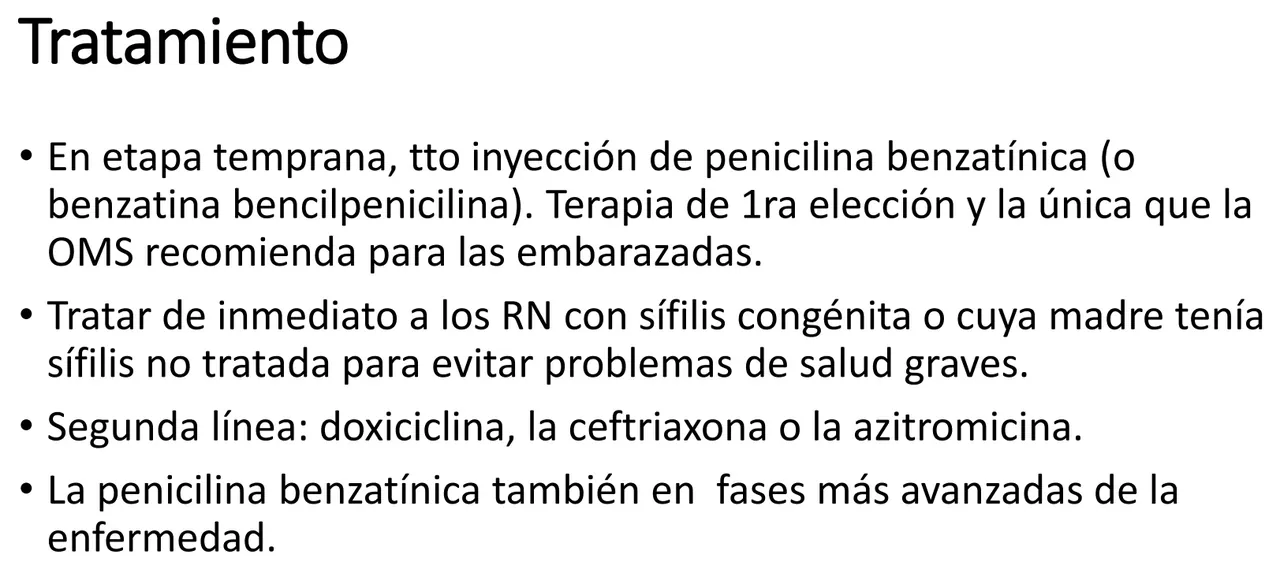 Tratamiento
• En etapa temprana, tto inyección de penicilina benzatínica (o
benzatina bencilpenicilina). Terapia de 1ra elección y la única que la
OMS recomienda para las embarazadas.
• Tratar de inmediato a los RN con sífilis congénita o cuya madre tenía
sífilis no tratada para evitar problemas de salud graves.
• Segunda línea: doxiciclina, la ceftriaxona o la azitromicina.
• La penicilina benzatínica también en  fases más avanzadas de la
enfermedad.